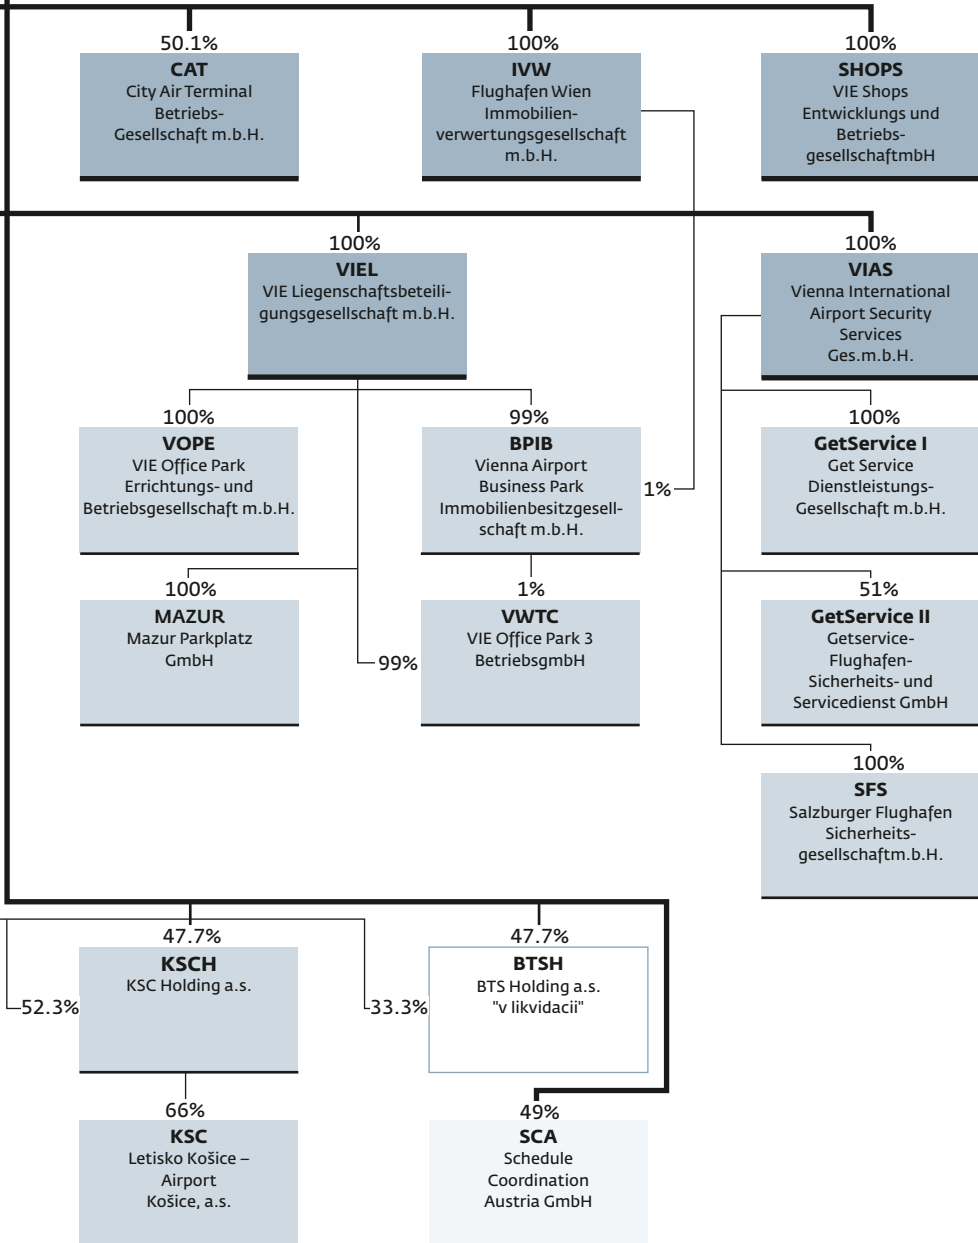 50.1%
CAT
City Air Terminal
Betriebs-
Gesellschaft m.b.H.
100%
IVW
Flughafen Wien
Immobilien-
verwertungsgesellschaft
m.b.H.
100%
SHOPS
VIE Shops
Entwicklungs und
Betriebs-
gesellschaftmbH
100%
VIEL
VIE Liegenschaftsbeteili-
gungsgesellschaft m.b.H.
100%
VIAS
Vienna International
Airport Security
Services
Ges.m.b.H.
100%
VOPE
VIE Office Park
Errichtungs- und
Betriebsgesellschaft m.b.H.
99%
BPIB
Vienna Airport
Business Park
Immobilienbesitzgesell-
schaft m.b.H.
1%
100%
GetService I
Get Service
Dienstleistungs-
Gesellschaft m.b.H.
100%
MAZUR
Mazur Parkplatz
GmbH
99%
1%
VWTC
VIE Office Park 3
BetriebsgmbH
51%
GetService II
Getservice-
Flughafen-
Sicherheits- und
Servicedienst GmbH
100%
SFS
Salzburger Flughafen
Sicherheits-
gesellschaftm.b.H.
52.3%
47.7%
KSCH
KSC Holding a.s.
33.3%
47.7%
BTSH
BTS Holding a.s.
"v likvidacii"
66%
KSC
Letisko Košice –
Airport
Košice, a.s.
49%
SCA
Schedule
Coordination
Austria GmbH